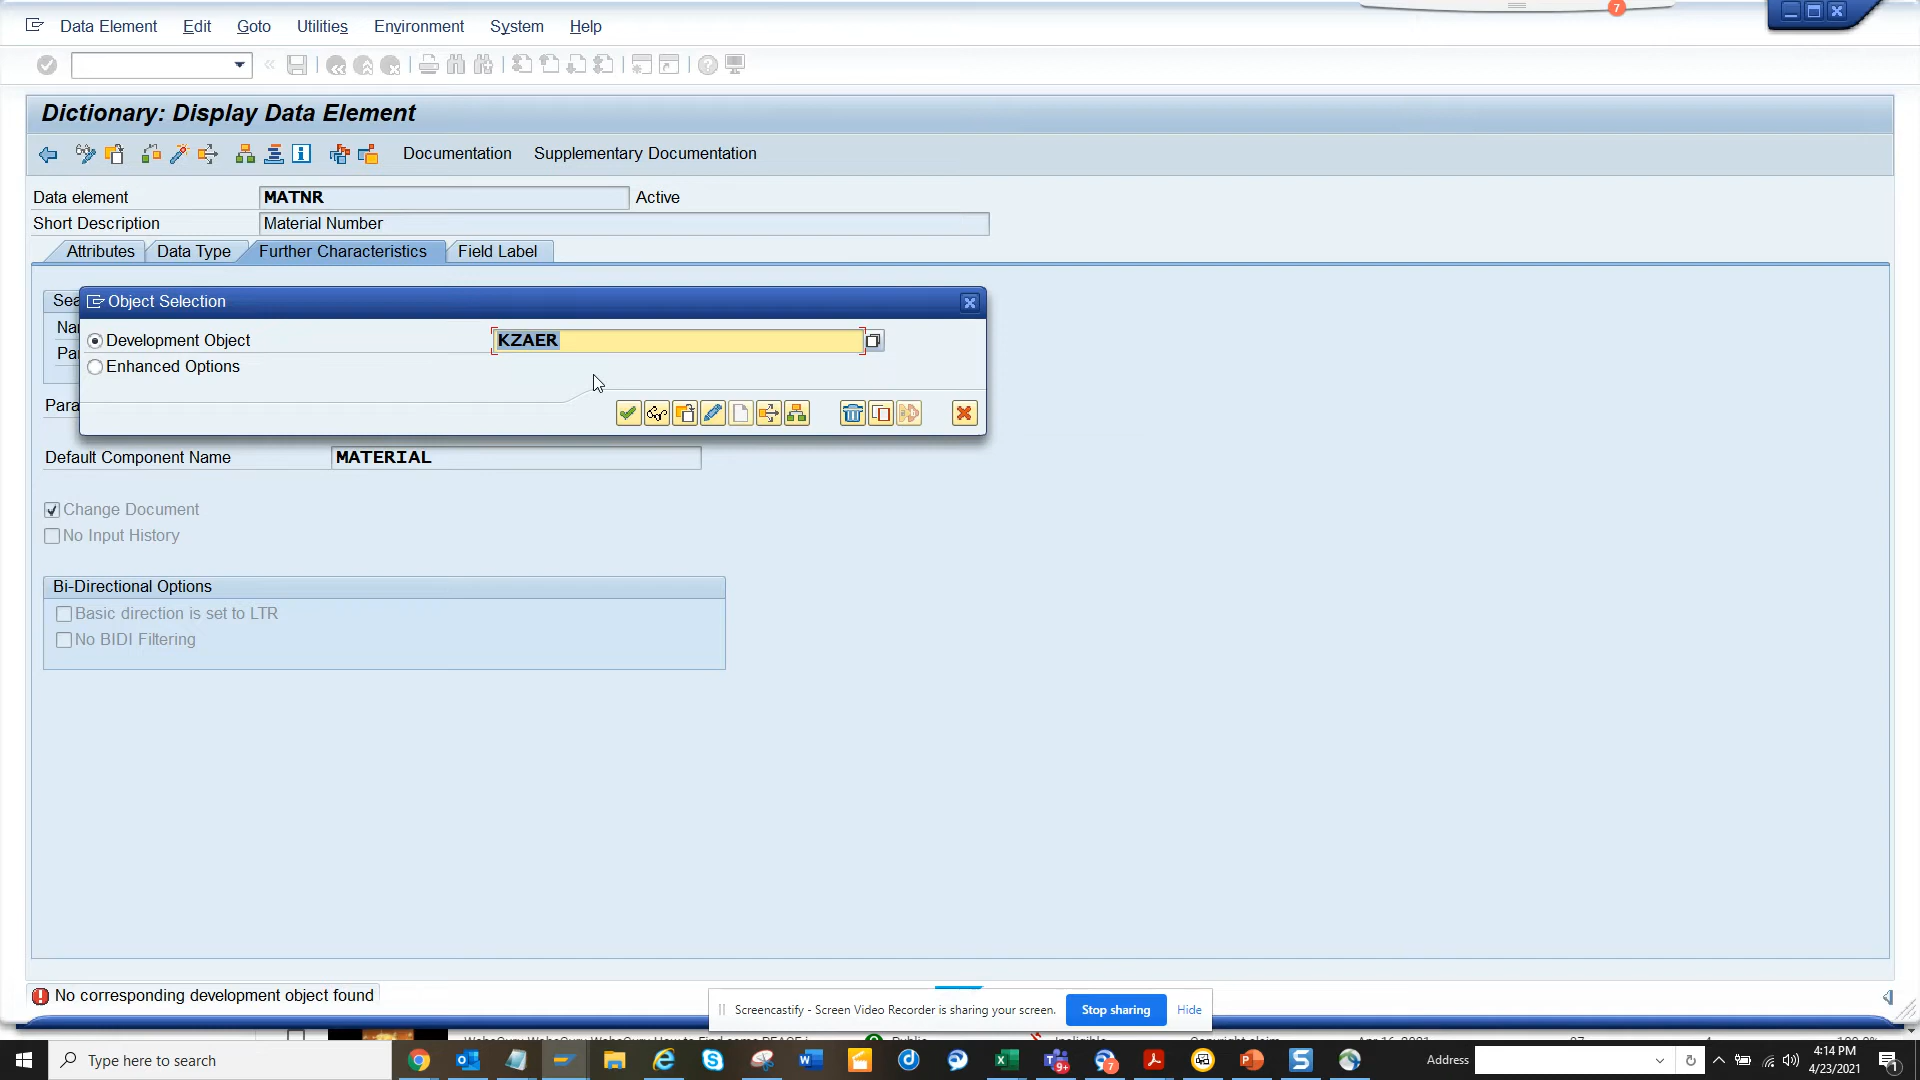 Data Element Edit Goto Utilities Environment System Help
7
Dictionary: Display Data Element
Documentation Supplementary Documentation
Data element MATNR Active
Short Description Material Number
Attributes Data Type Further Characteristics Field Label
Sea
Object Selection
Na
Development Object KZAER
Pa
Enhanced Options
Para
Default Component Name MATERIAL
Change Document
No Input History
Bi-Directional Options
Basic direction is set to LTR
No BIDI Filtering
No corresponding development object found
Screencastify - Screen Video Recorder is sharing your screen. Stop sharing Hide
Type here to search
9+
7
Address
4:14 PM
4/23/2021
1